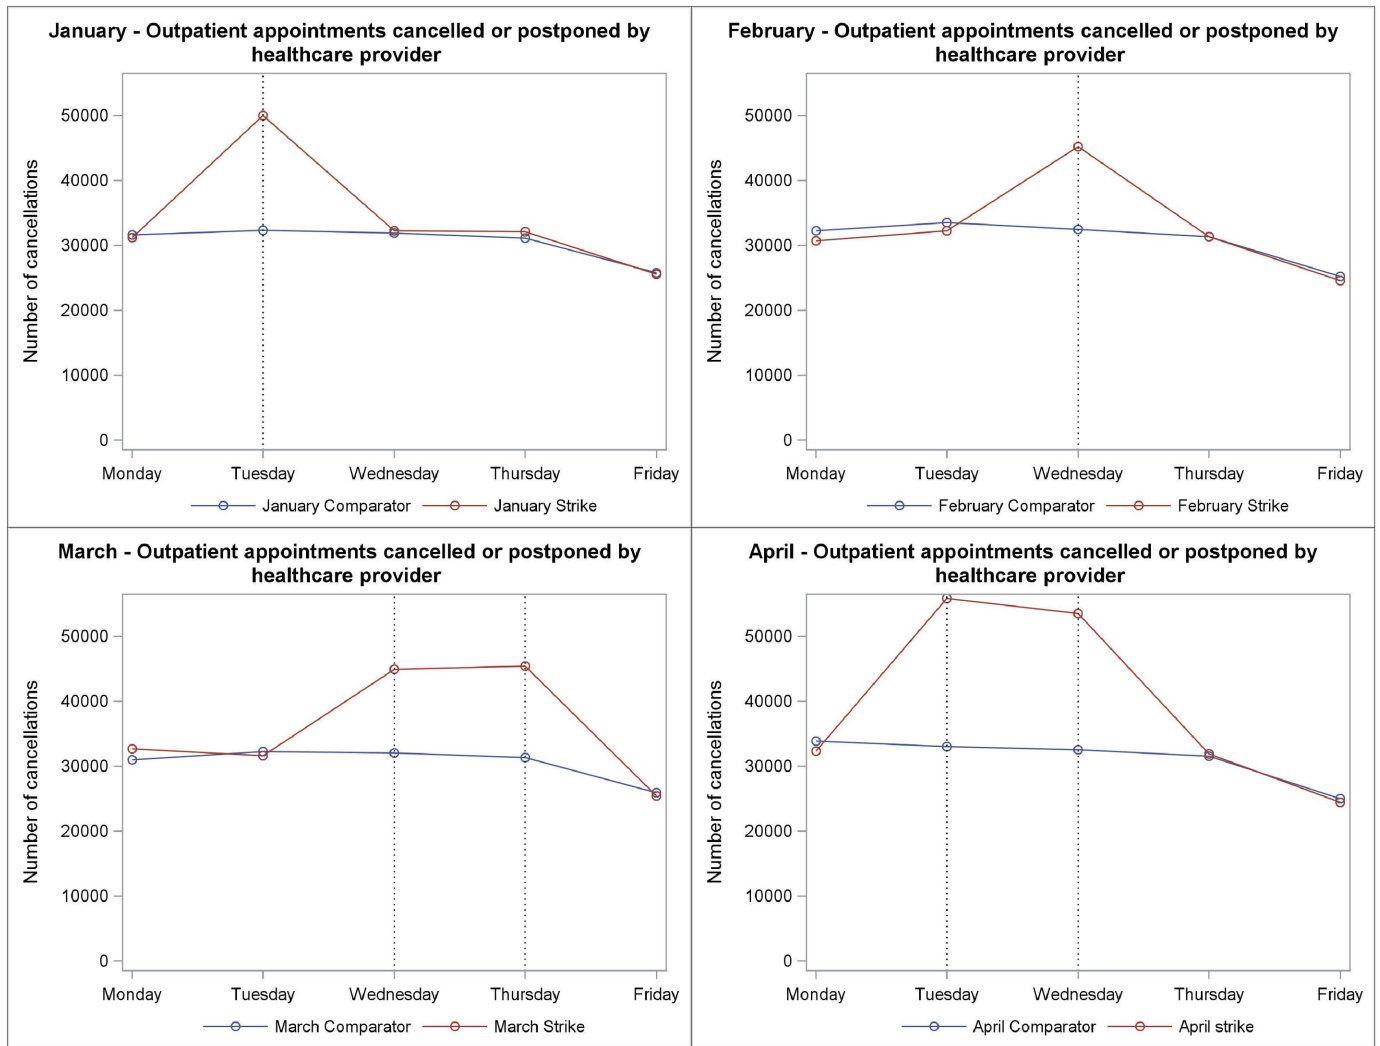 January - Outpatient appointments cancelled or postponed by
healthcare provider
Number of cancellations
50000
40000
30000
20000
10000
0
Monday Tuesday Wednesday Thursday Friday
January Comparator January Strike
February - Outpatient appointments cancelled or postponed by
healthcare provider
Number of cancellations
50000
40000
30000
20000
10000
0
Monday Tuesday Wednesday Thursday Friday
February Comparator February Strike
March - Outpatient appointments cancelled or postponed by
healthcare provider
Number of cancellations
50000
40000
30000
20000
10000
0
Monday Tuesday Wednesday Thursday Friday
March Comparator March Strike
April - Outpatient appointments cancelled or postponed by
healthcare provider
Number of cancellations
50000
40000
30000
20000
10000
0
Monday Tuesday Wednesday Thursday Friday
April Comparator April strike